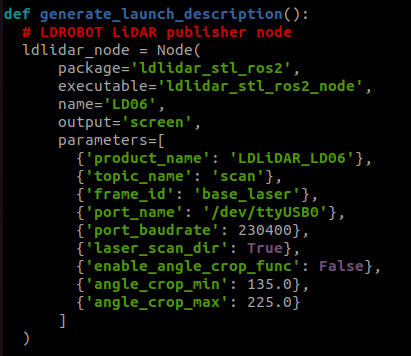 def generate_launch_description():
  # LDROBOT LiDAR publisher node
  ldlidar_node = Node(
      package='ldlidar_stl_ros2',
      executable='ldlidar_stl_ros2_node',
      name='LD06',
      output='screen',
      parameters=[
        {'product_name': 'LDLiDAR_LD06'},
        {'topic_name': 'scan'},
        {'frame_id': 'base_laser'},
        {'port_name': '/dev/ttyUSB0'},
        {'port_baudrate': 230400},
        {'laser_scan_dir': True},
        {'enable_angle_crop_func': False},
        {'angle_crop_min': 135.0},
        {'angle_crop_max': 225.0}
      ]
  )